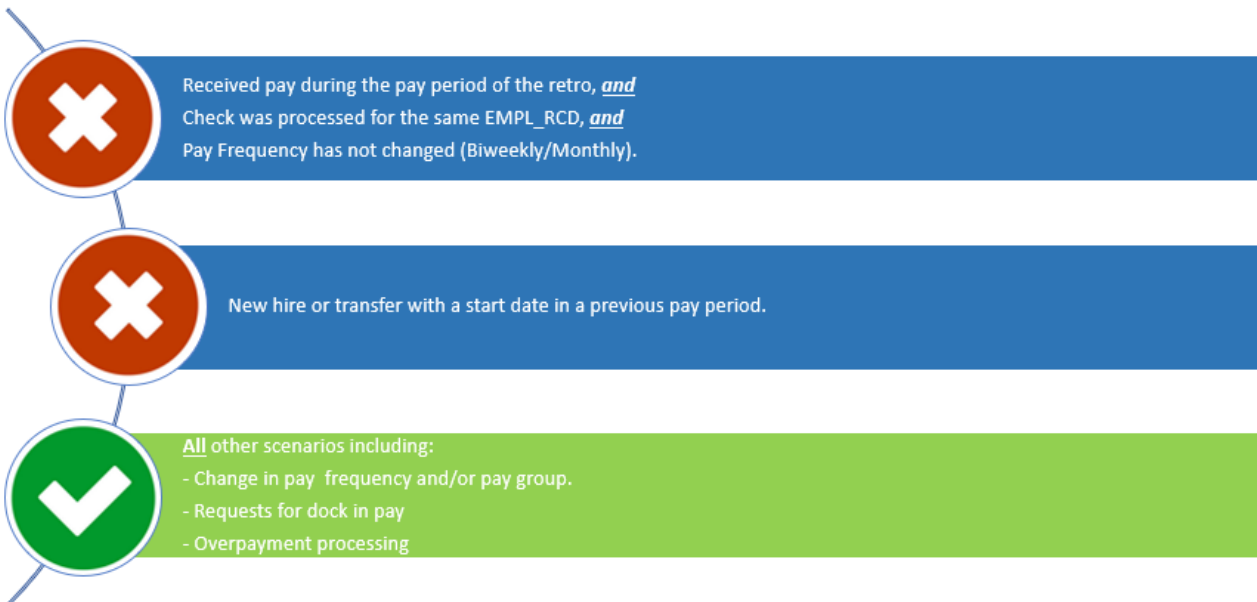 Received pay during the pay period of the retro, and
Check was processed for the same EMPL_RCD, and
Pay Frequency has not changed (Biweekly/Monthly).
New hire or transfer with a start date in a previous pay period.
All other scenarios including:
- Change in pay  frequency and/or pay group.
- Requests for dock in pay
- Overpayment processing